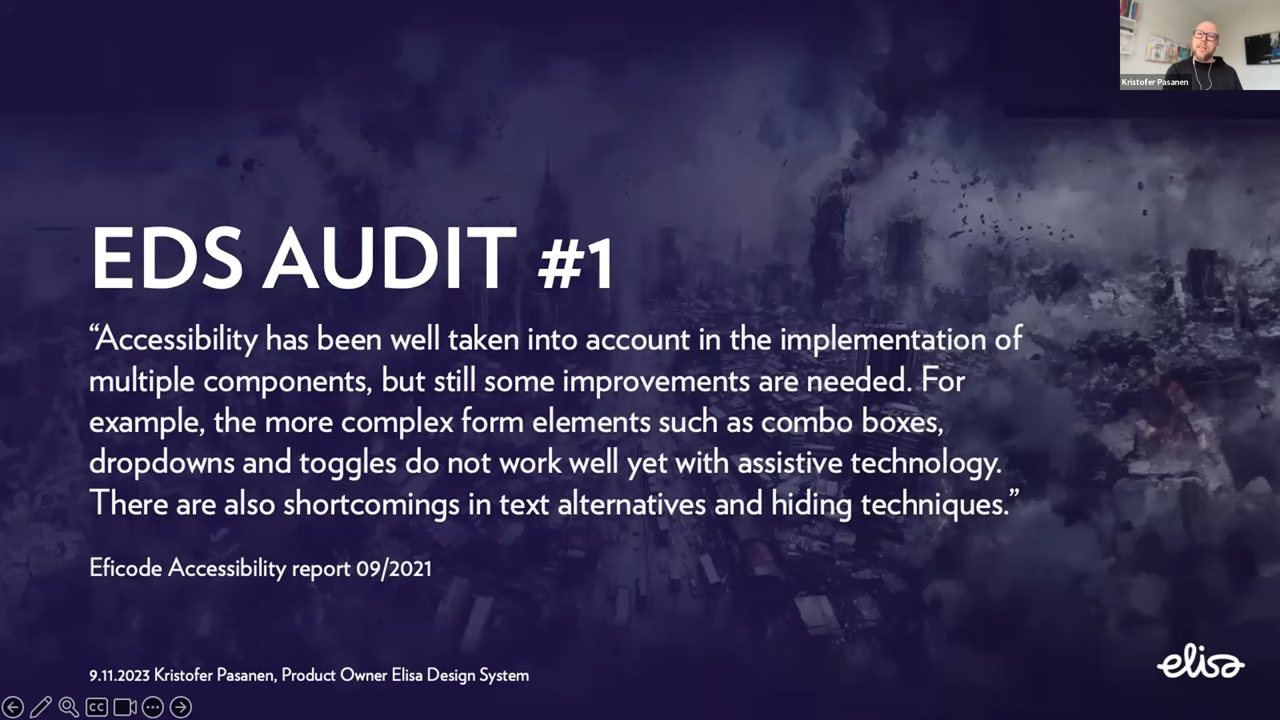 Kristofer Pasanen
EDS AUDIT #1
“Accessibility has been well taken into account in the implementation of
multiple components, but still some improvements are needed. For
example, the more complex form elements such as combo boxes,
dropdowns and toggles do not work well yet with assistive technology.
There are also shortcomings in text alternatives and hiding techniques.”
Eficode Accessibility report 09/2021
elisa
9.11.2023 Kristofer Pasanen, Product Owner Elisa Design System
CC